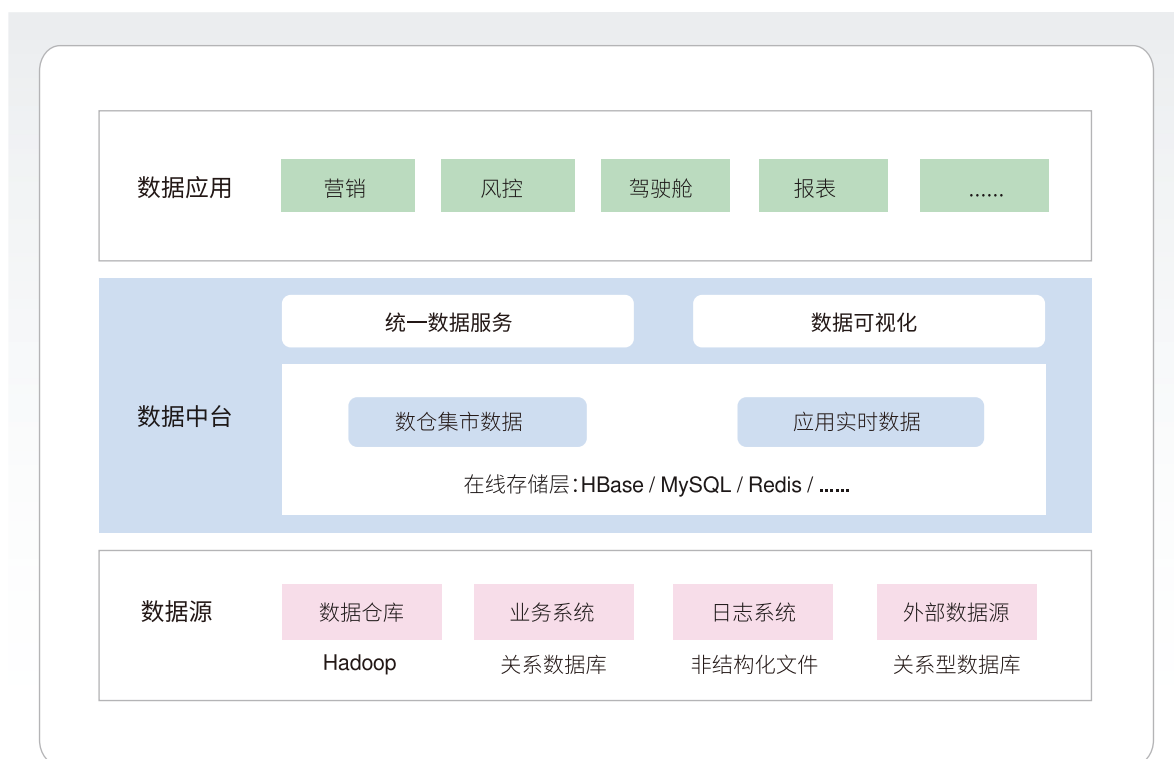 数据应用
营销
风控
驾驶舱
报表
......
统一数据服务
数据可视化
数据中台
数仓集市数据
应用实时数据
在线存储层：HBase / MySQL / Redis / ......
数据源
数据仓库
业务系统
日志系统
外部数据源
Hadoop
关系数据库
非结构化文件
关系型数据库